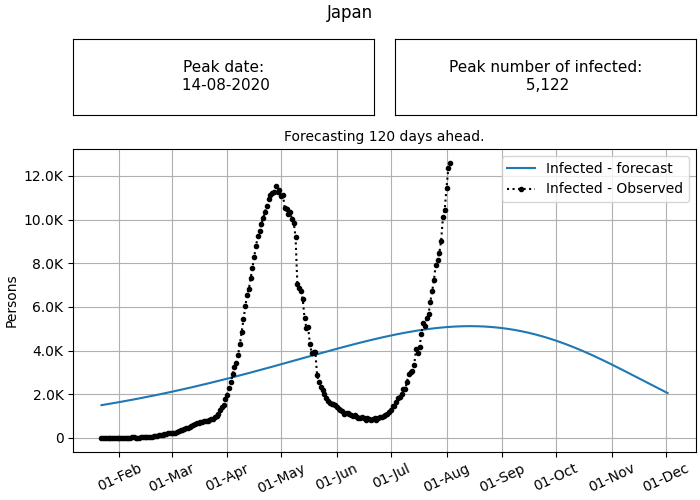 Japan
Peak date:
14-08-2020
Peak number of infected:
5,122
Forecasting 120 days ahead.
Infected - forecast
Infected - Observed
Persons
12.0K
10.0K
8.0K
6.0K
4.0K
2.0K
0
01-Feb
01-Mar
01-Apr
01-May
01-Jun
01-Jul
01-Aug
01-Sep
01-Oct
01-Nov
01-Dec